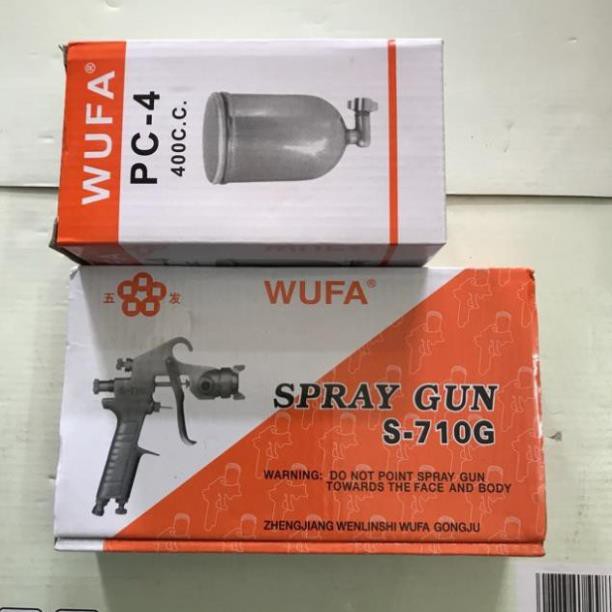 WUFA®
PC-4
400C.C.
五 发
WUFA®
SPRAY GUN
S-710G
WARNING: DO NOT POINT SPRAY GUN
TOWARDS THE FACE AND BODY
ZHENGJIANG WENLINSHI WUFA GONGJU